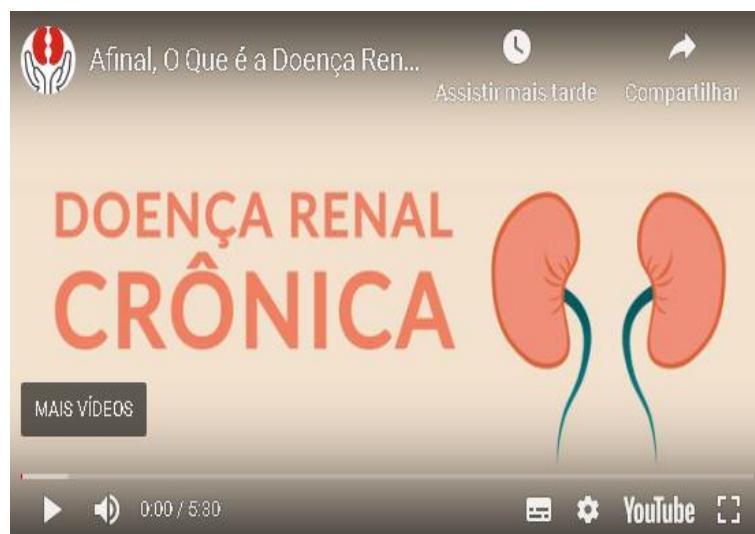 Afinal, O Que é a Doença Ren...
Assistir mais tarde
Compartilhar
DOENÇA RENAL
CRÔNICA
MAIS VÍDEOS
0:00 / 5:30
YouTube